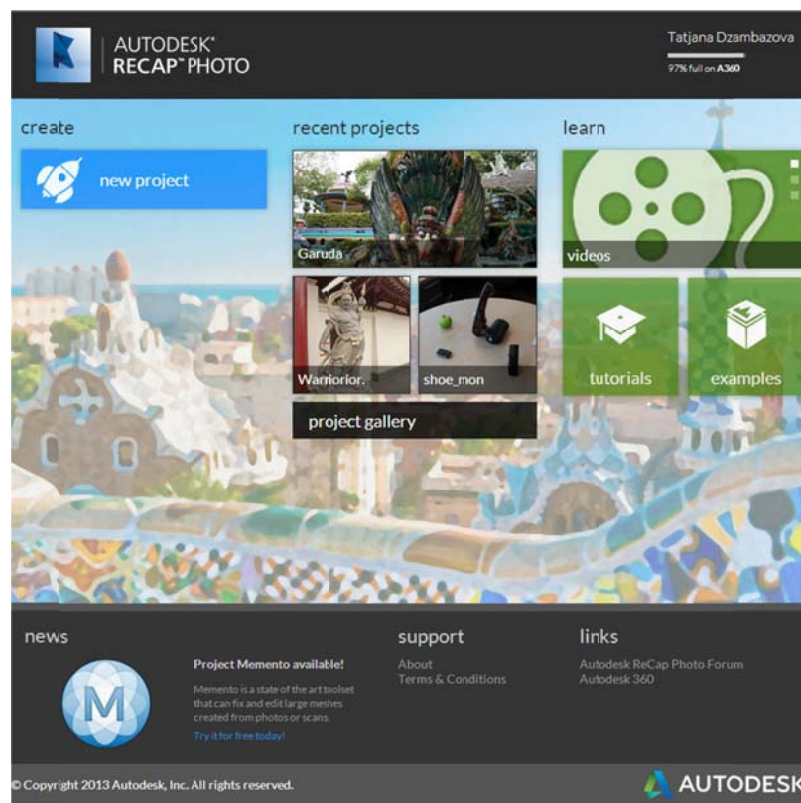 AUTODESK®
RECAP™ PHOTO
Tatjana Dzambazova
97% full on A360
create
new project
recent projects
Garuda
Warriorior.
shoe_mon
project gallery
learn
videos
tutorials
examples
news
M
Project Memento available!
Memento is a state of the art toolset
that can fix and edit large meshes
created from photos or scans
Try it for free today!
support
About
Terms & Conditions
links
Autodesk ReCap Photo Forum
Autodesk 360
© Copyright 2013 Autodesk, Inc. All rights reserved.
AUTODESK